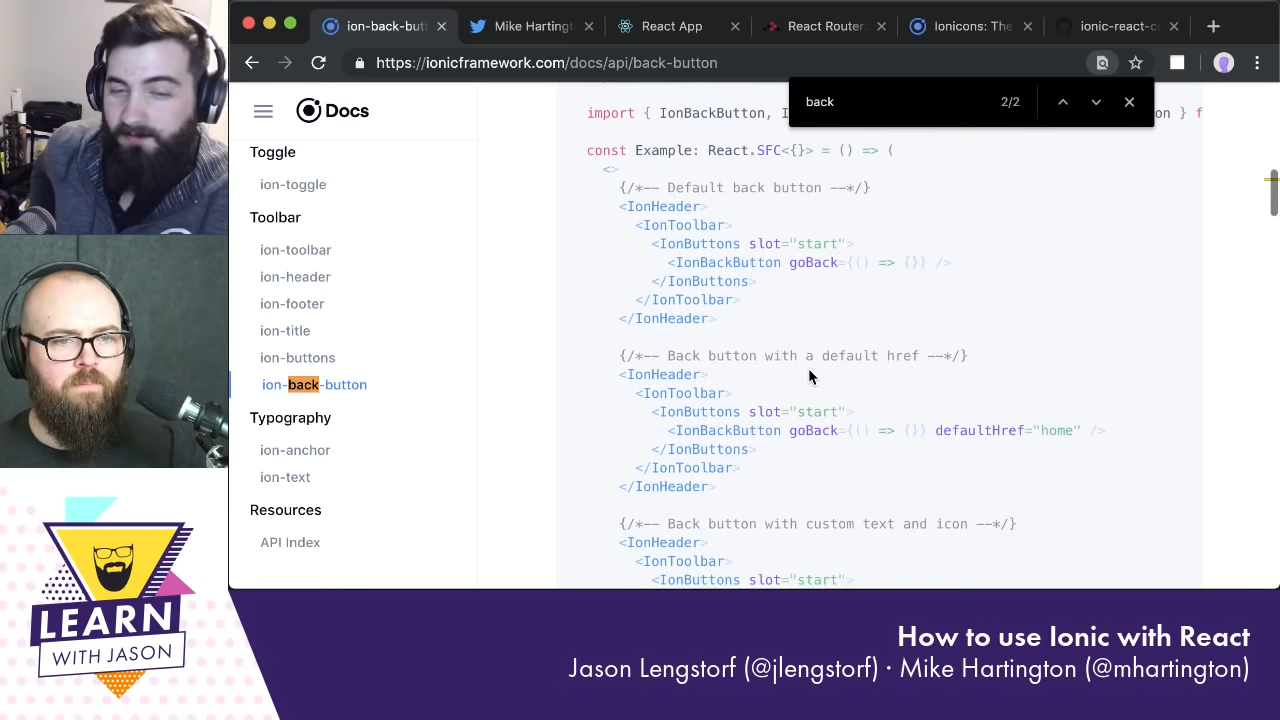 ion-back-butt
Mike Harting
React App
React Router
Ionicons: The
ionic-react-c
https://ionicframework.com/docs/api/back-button
back 2/2
Docs
Toggle
ion-toggle
Toolbar
ion-toolbar
ion-header
ion-footer
ion-title
ion-buttons
ion-back-button
Typography
ion-anchor
ion-text
Resources
API Index
import { IonBackButton, I on } f
const Example: React.SFC<{}> = () => (
<>
{/*-- Default back button --*/}
<IonHeader>
<IonToolbar>
<IonButtons slot="start">
<IonBackButton goBack={() => {}} />
</IonButtons>
</IonToolbar>
</IonHeader>
{/*-- Back button with a default href --*/}
<IonHeader>
<IonToolbar>
<IonButtons slot="start">
<IonBackButton goBack={() => {}} defaultHref="home" />
</IonButtons>
</IonToolbar>
</IonHeader>
{/*-- Back button with custom text and icon --*/}
<IonHeader>
<IonToolbar>
<IonButtons slot="start">
LEARN
WITH JASON
How to use Ionic with React
Jason Lengstorf (@jlengstorf) · Mike Hartington (@mhartington)